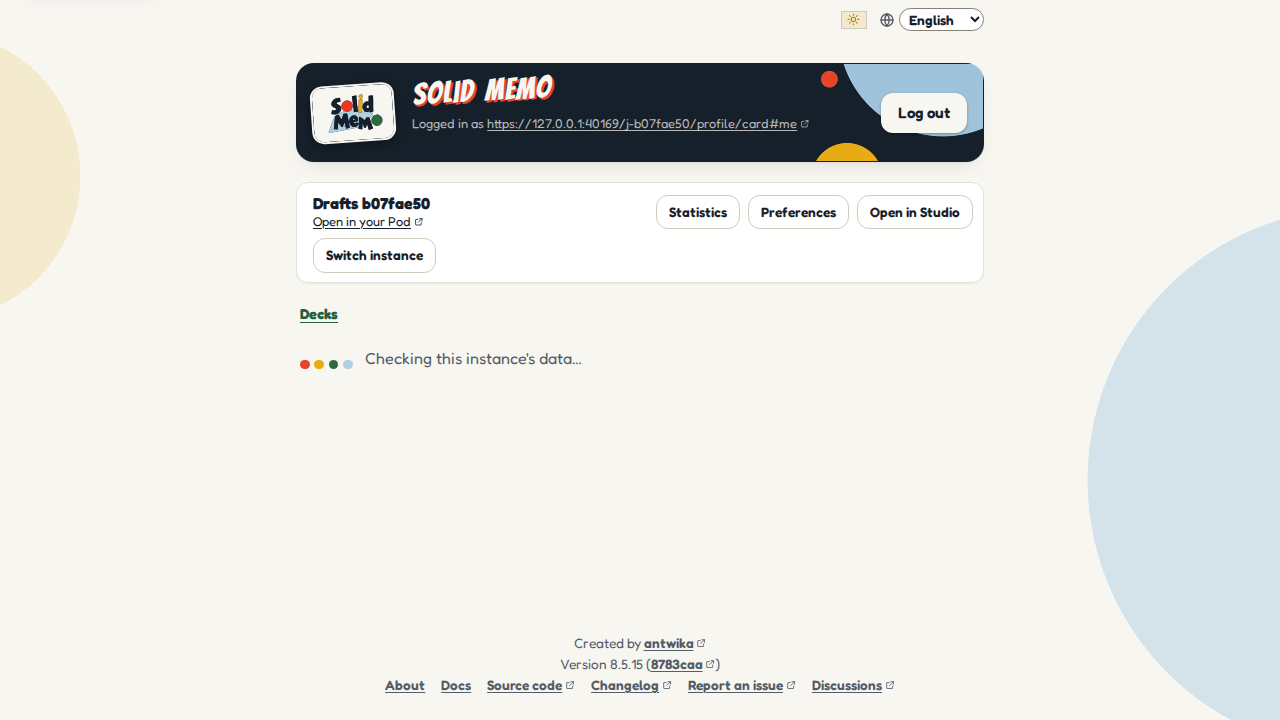 English
Solid Memo
SOLID MEMO
Logged in as https://127.0.0.1:40169/j-b07fae50/profile/card#me
Log out
Drafts b07fae50
Open in your Pod
Statistics
Preferences
Open in Studio
Switch instance
Decks
Checking this instance's data...
Created by antwika
Version 8.5.15 (8783caa)
About Docs Source code Changelog Report an issue Discussions